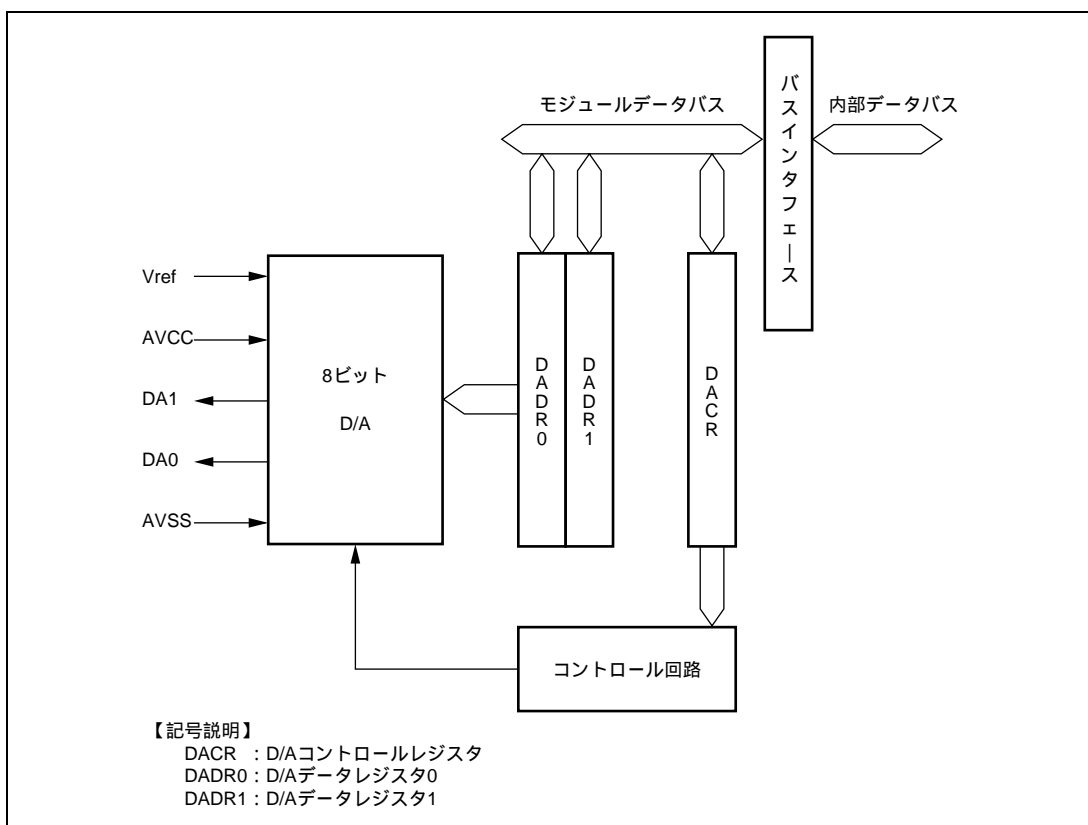 モジュールデータバス
バスインタフェース
内部データバス
Vref
AVCC
DA1
DA0
AVSS
8ビット
D/A
DADR0
DADR1
DACR
コントロール回路
【記号説明】
DACR ：D/Aコントロールレジスタ
DADR0：D/Aデータレジスタ0
DADR1：D/Aデータレジスタ1